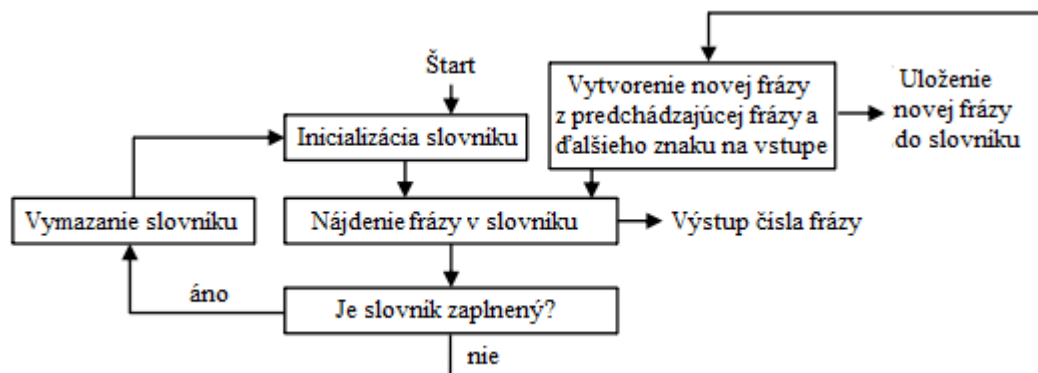 Štart
Vytvorenie novej frázy
z predchádzajúcej frázy a
ďalšieho znaku na vstupe
Uloženie
novej frázy
do slovníku
Inicializácia slovníku
Vymazanie slovníku
Nájdenie frázy v slovníku
Výstup čísla frázy
áno
Je slovník zaplnený?
nie